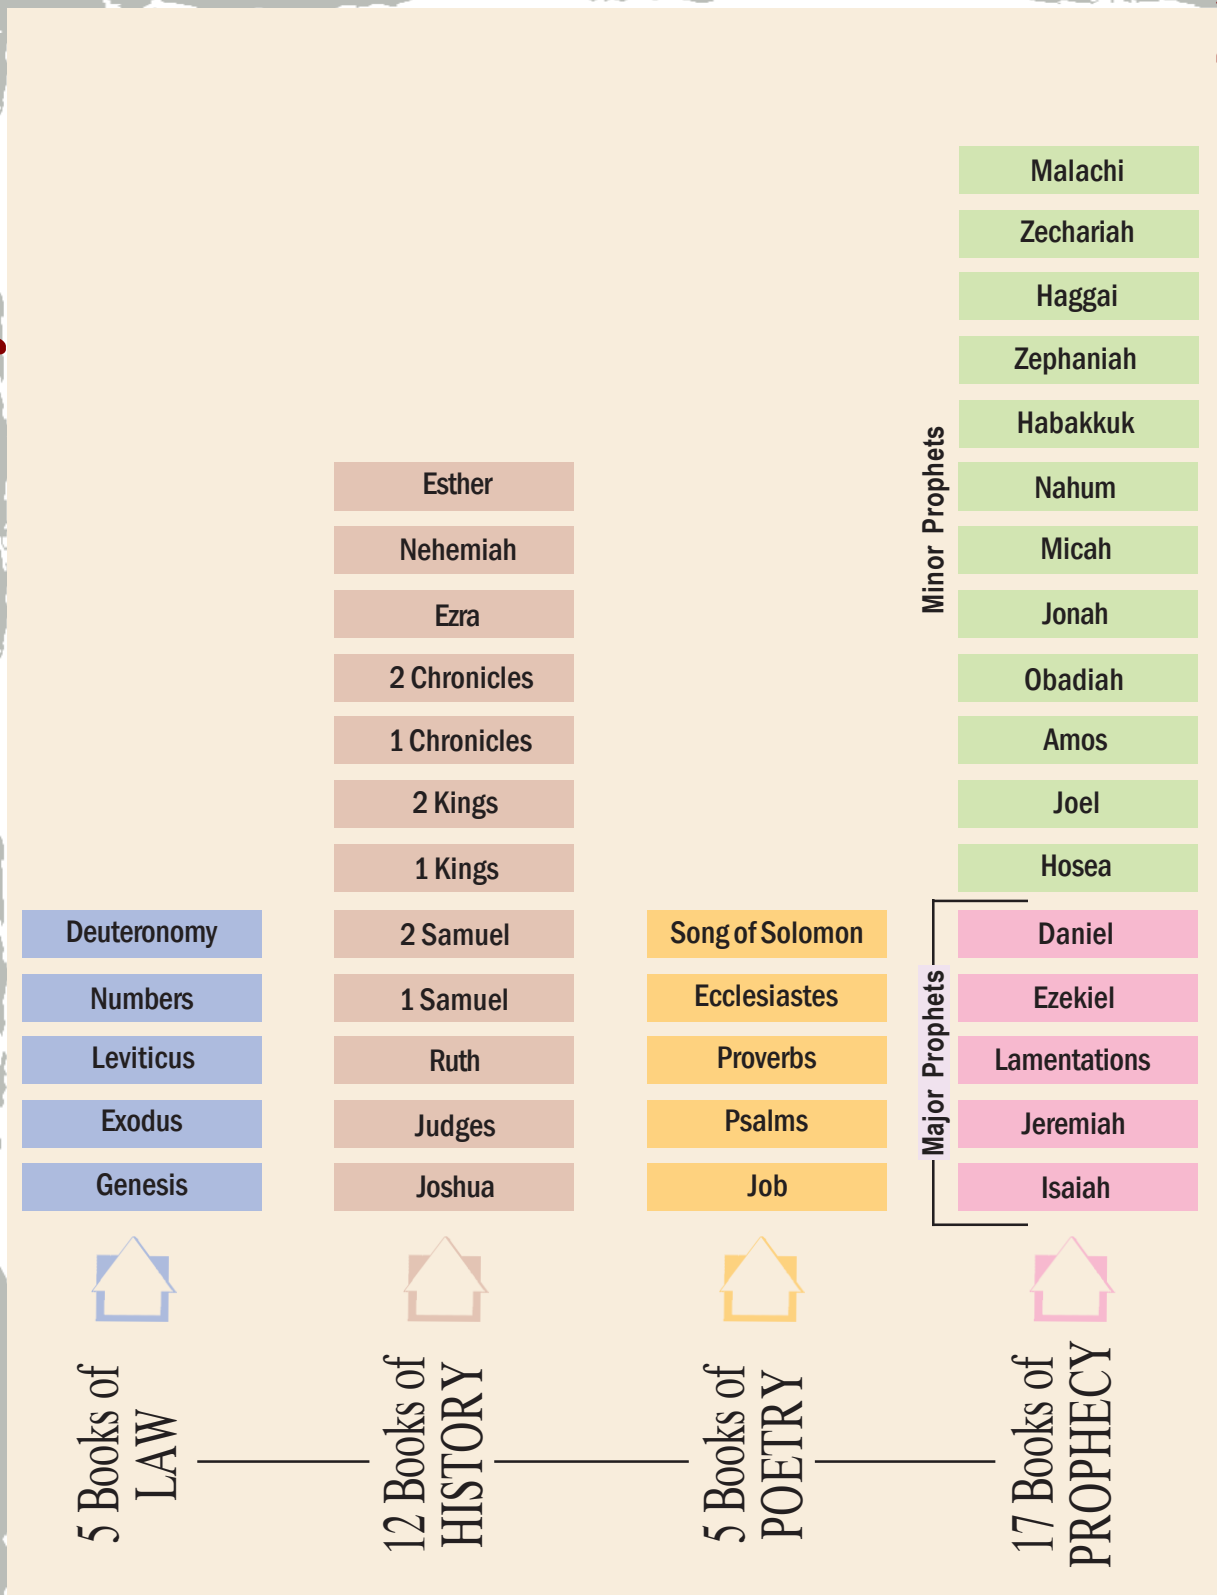 Deuteronomy
Numbers
Leviticus
Exodus
Genesis
5 Books of
LAW
Esther
Nehemiah
Ezra
2 Chronicles
1 Chronicles
2 Kings
1 Kings
2 Samuel
1 Samuel
Ruth
Judges
Joshua
12 Books of
HISTORY
Song of Solomon
Ecclesiastes
Proverbs
Psalms
Job
5 Books of
POETRY
Minor Prophets
Malachi
Zechariah
Haggai
Zephaniah
Habakkuk
Nahum
Micah
Jonah
Obadiah
Amos
Joel
Hosea
Major Prophets
Daniel
Ezekiel
Lamentations
Jeremiah
Isaiah
17 Books of
PROPHECY